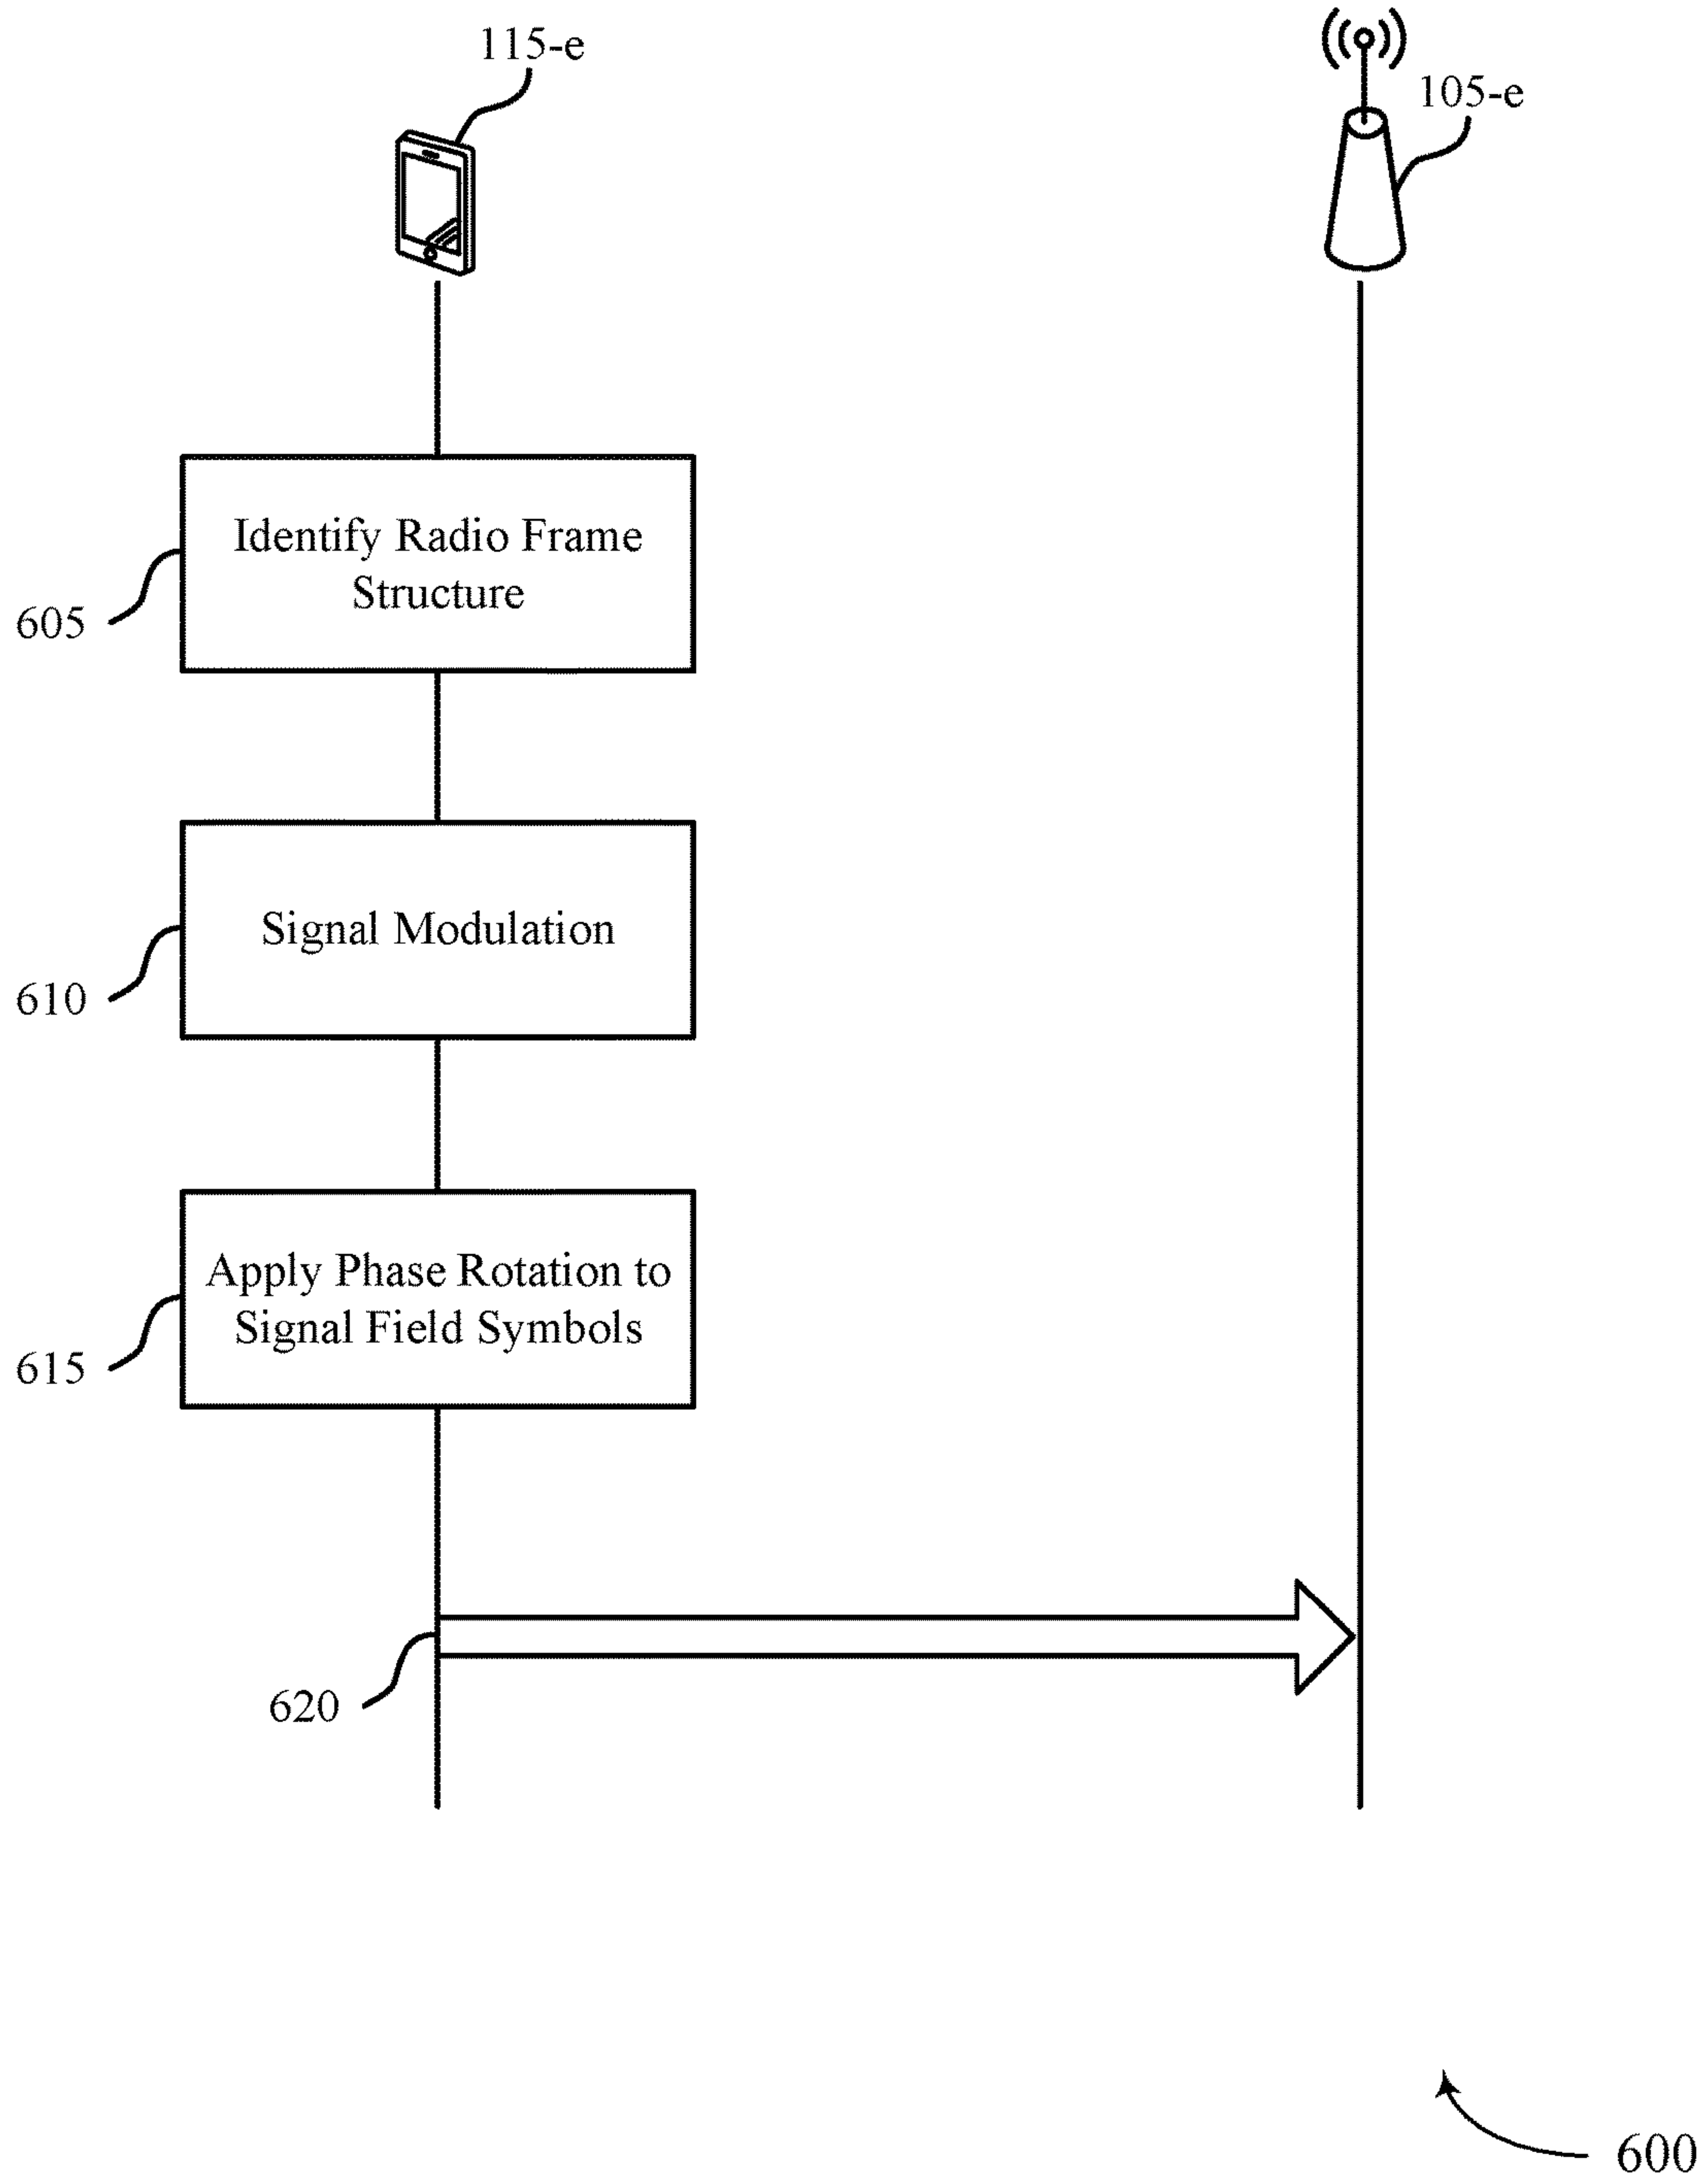 115-e
105-e
Identify Radio Frame
Structure
605
Signal Modulation
610
Apply Phase Rotation to
Signal Field Symbols
615
620
600